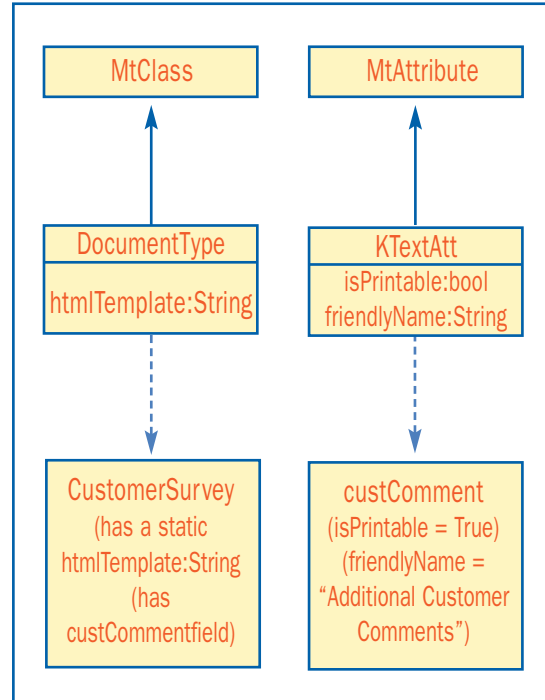 MtClass
MtAttribute
DocumentType
htmlTemplate:String
KTextAtt
isPrintable:bool
friendlyName:String
CustomerSurvey
(has a static
htmlTemplate:String
(has
custCommentfield)
custComment
(isPrintable = True)
(friendlyName =
“Additional Customer
Comments”)